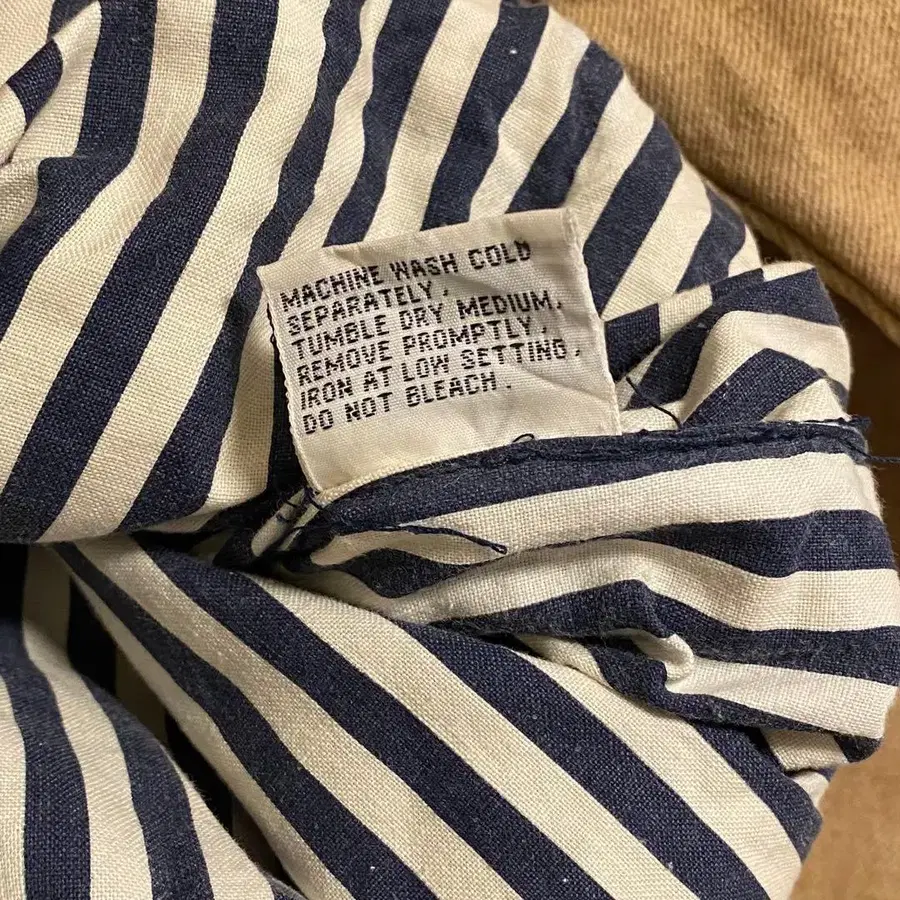 MACHINE WASH COLD
SEPARATELY.
TUMBLE DRY MEDIUM.
REMOVE PROMPTLY.
IRON AT LOW SETTING.
DO NOT BLEACH.